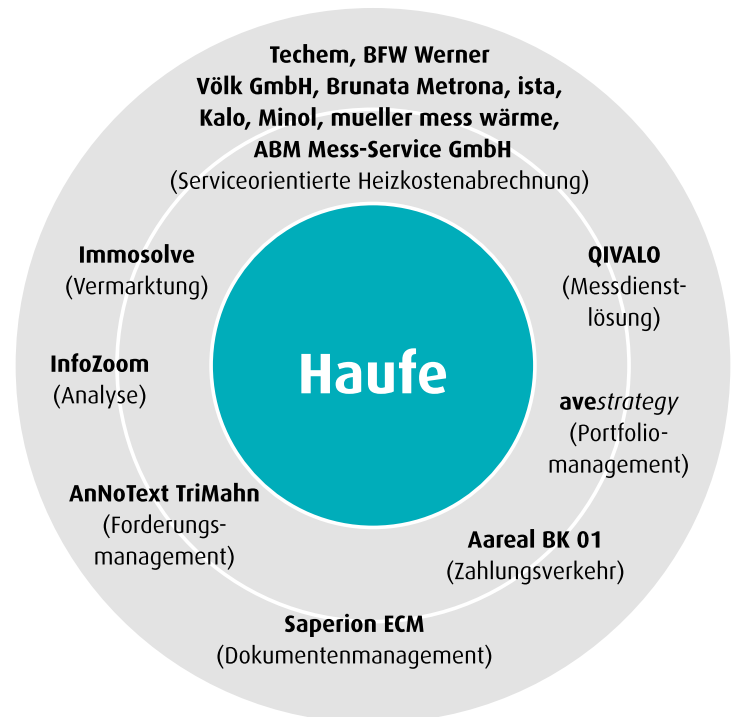 Techem, BFW Werner
Völk GmbH, Brunata Metrona, ista,
Kalo, Minol, mueller mess wärme,
ABM Mess-Service GmbH
(Serviceorientierte Heizkostenabrechnung)
Immosolve
(Vermarktung)
QIVALO
(Messdienst-
lösung)
InfoZoom
(Analyse)
Haufe
avestrategy
(Portfolio-
management)
AnNoText TriMahn
(Forderungs-
management)
Aareal BK 01
(Zahlungsverkehr)
Saperion ECM
(Dokumentenmanagement)